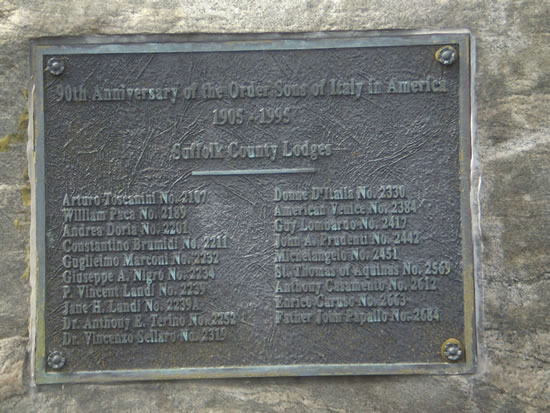 90th Anniversary of the Order Sons of Italy in America
1905 - 1995
Suffolk County Lodges
Arturo Toscanini No. 2107
William Paca No. 2189
Andrea Doria No. 2201
Constantino Brumidi No. 2211
Guglielmo Marconi No. 2232
Giuseppe A. Nigro No. 2234
P. Vincent Landi No. 2239
Jane H. Landi No. 2239A
Dr. Anthony E. Terino No. 2252
Dr. Vincenzo Sellaro No. 2319
Donne D'Italia No. 2330
American Venice No. 2384
Guy Lombardo No. 2417
John A. Prudenti No. 2442
Michelangelo No. 2451
St. Thomas of Aquinas No. 2569
Anthony Casamento No. 2612
Enrico Caruso No. 2663
Father John Papallo No. 2684